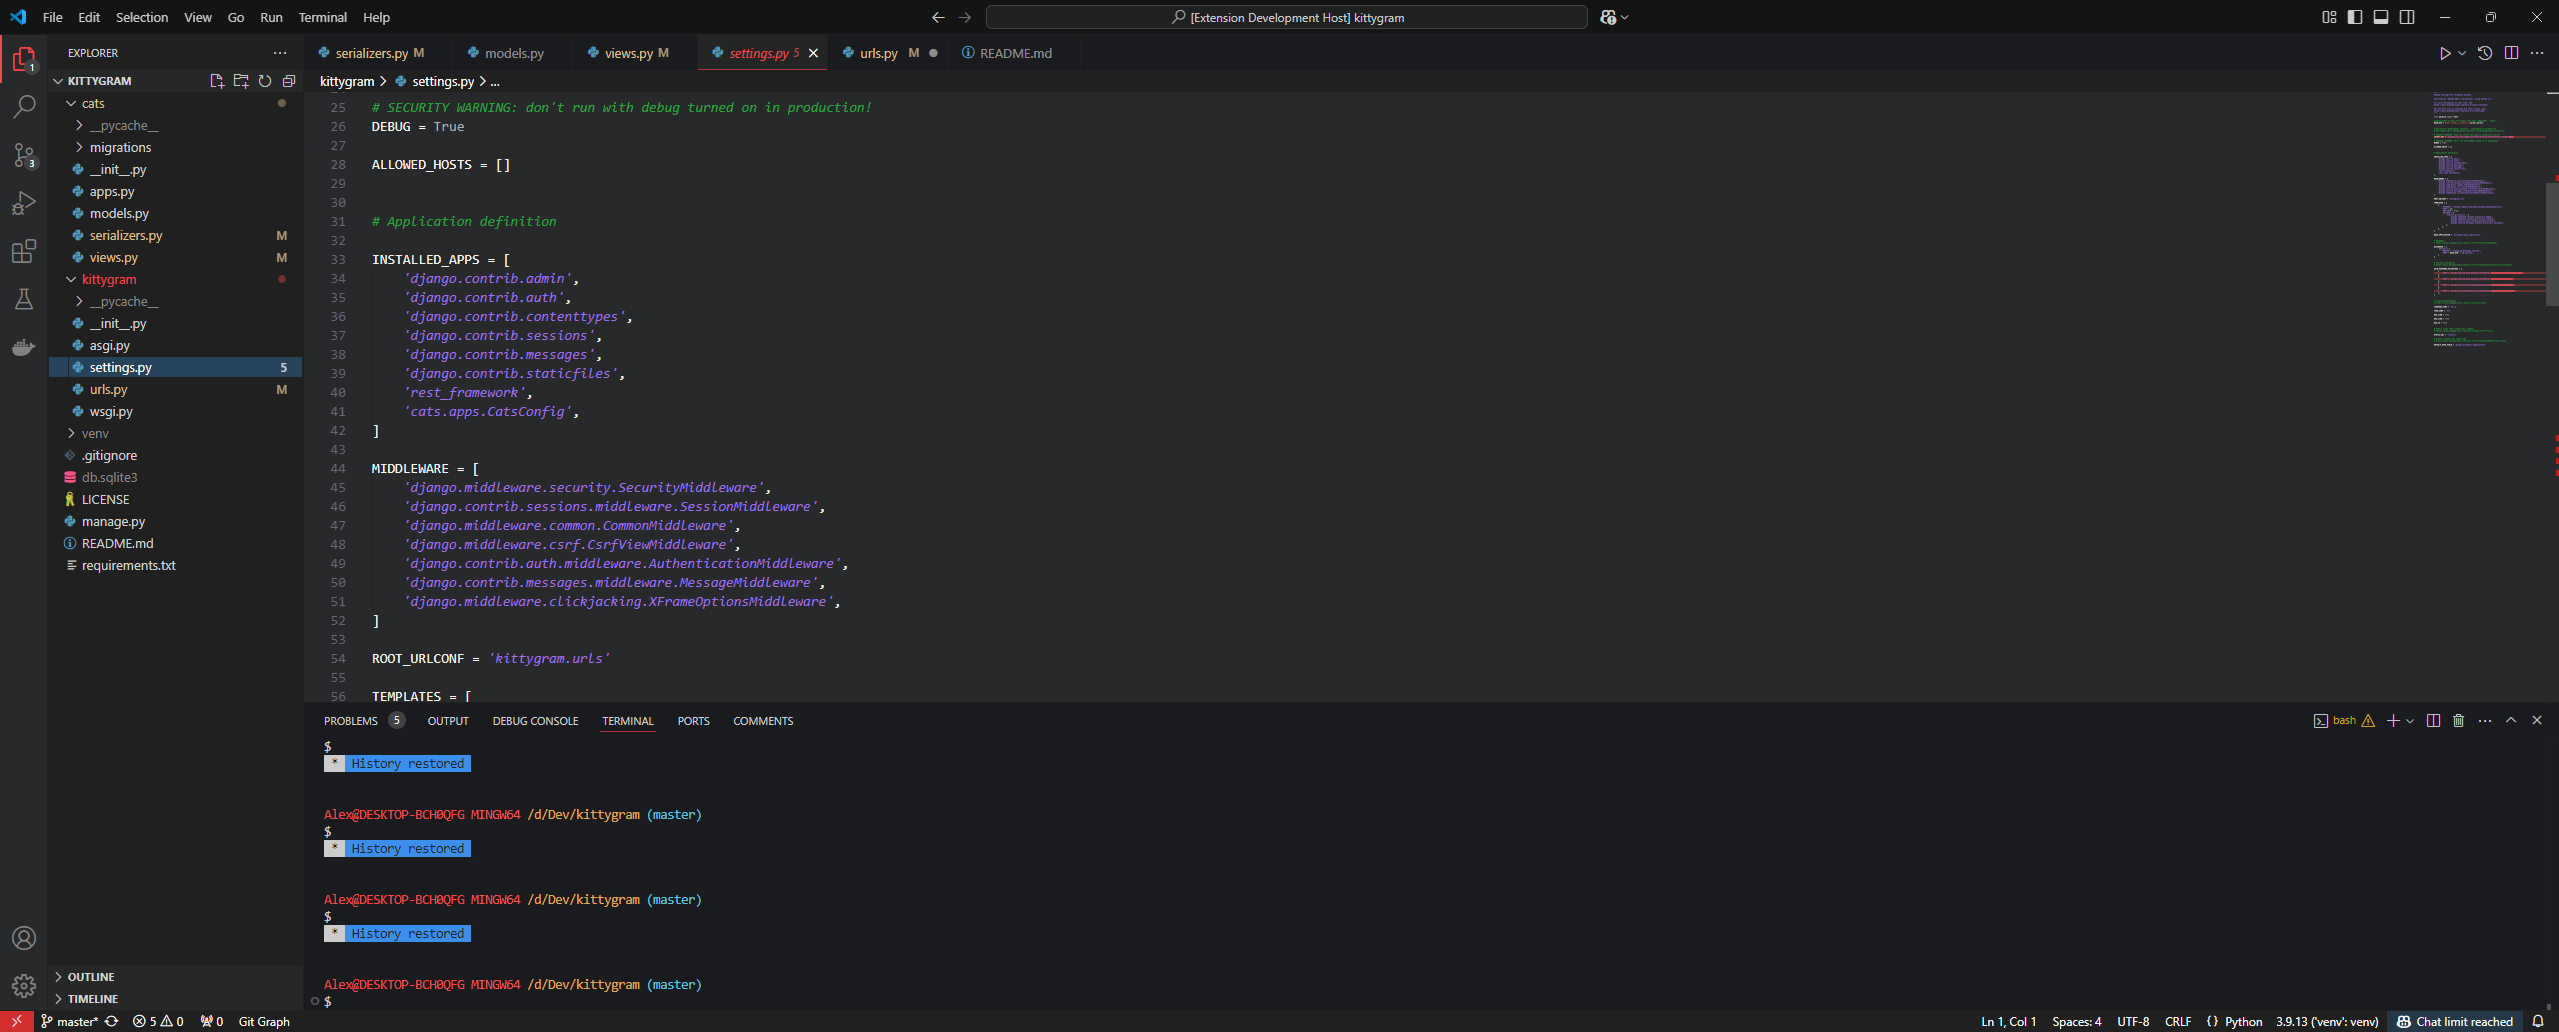 File Edit Selection View Go Run Terminal Help
[Extension Development Host] kittygram
EXPLORER
KITTYGRAM
cats
__pycache__
migrations
__init__.py
apps.py
models.py
serializers.py M
views.py M
kittygram
__pycache__
__init__.py
asgi.py
settings.py 5
urls.py M
wsgi.py
venv
.gitignore
db.sqlite3
LICENSE
manage.py
README.md
requirements.txt
OUTLINE
TIMELINE
1
3
serializers.py M models.py views.py M settings.py 5 urls.py M README.md
kittygram > settings.py > ...
25 # SECURITY WARNING: don't run with debug turned on in production!
26 DEBUG = True
27
28 ALLOWED_HOSTS = []
29
30
31 # Application definition
32
33 INSTALLED_APPS = [
34 'django.contrib.admin',
35 'django.contrib.auth',
36 'django.contrib.contenttypes',
37 'django.contrib.sessions',
38 'django.contrib.messages',
39 'django.contrib.staticfiles',
40 'rest_framework',
41 'cats.apps.CatsConfig',
42 ]
43
44 MIDDLEWARE = [
45 'django.middleware.security.SecurityMiddleware',
46 'django.contrib.sessions.middleware.SessionMiddleware',
47 'django.middleware.common.CommonMiddleware',
48 'django.middleware.csrf.CsrfViewMiddleware',
49 'django.contrib.auth.middleware.AuthenticationMiddleware',
50 'django.contrib.messages.middleware.MessageMiddleware',
51 'django.middleware.clickjacking.XFrameOptionsMiddleware',
52 ]
53
54 ROOT_URLCONF = 'kittygram.urls'
55
56 TEMPLATES = [
PROBLEMS 5 OUTPUT DEBUG CONSOLE TERMINAL PORTS COMMENTS
bash
$
* History restored
Alex@DESKTOP-BCH0QFG MINGW64 /d/Dev/kittygram (master)
$
* History restored
Alex@DESKTOP-BCH0QFG MINGW64 /d/Dev/kittygram (master)
$
* History restored
Alex@DESKTOP-BCH0QFG MINGW64 /d/Dev/kittygram (master)
$
master* 5 0 0 Git Graph
Ln 1, Col 1 Spaces: 4 UTF-8 CRLF {} Python 3.9.13 ('venv': venv) Chat limit reached